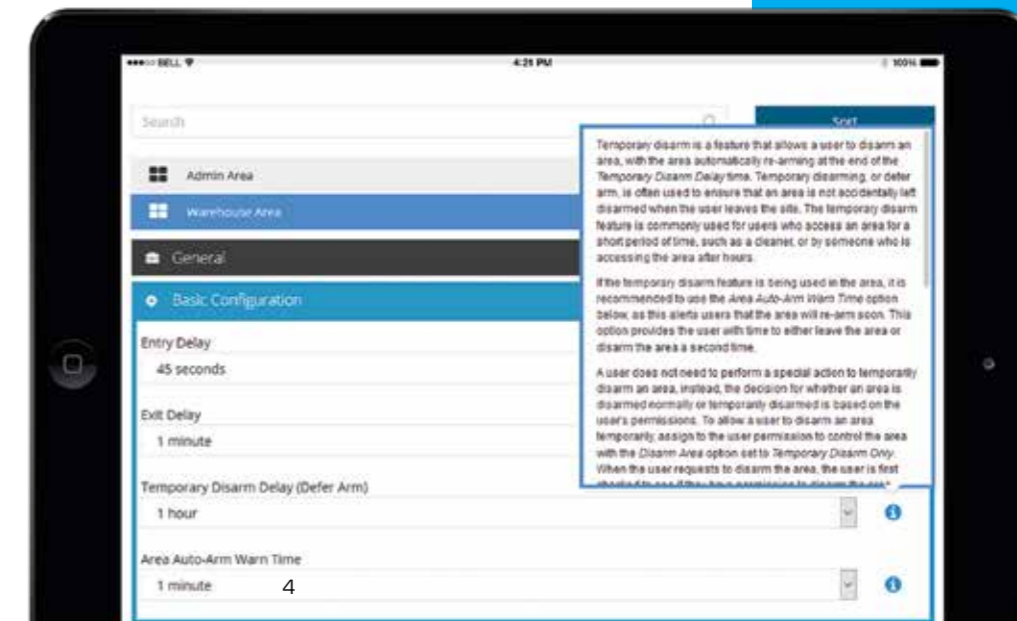 BELL 4:21 PM 100%
Search Sort
Admin Area
Warehouse Area
General
Basic Configuration
Entry Delay
45 seconds
Exit Delay
1 minute
Temporary Disarm Delay (Defer Arm)
1 hour
Area Auto-Arm Warn Time
1 minute 4
Temporary disarm is a feature that allows a user to disarm an
area, with the area automatically re-arming at the end of the
Temporary Disarm Delay time. Temporary disarming, or defer
arm, is often used to ensure that an area is not accidentally left
disarmed when the user leaves the site. The temporary disarm
feature is commonly used for users who access an area for a
short period of time, such as a cleaner, or by someone who is
accessing the area after hours.
If the temporary disarm feature is being used in the area, it is
recommended to use the Area Auto-Arm Warn Time option
below, as this alerts users that the area will re-arm soon. This
option provides the user with time to either leave the area or
disarm the area a second time.
A user does not need to perform a special action to temporarily
disarm an area, instead, the decision for whether an area is
disarmed normally or temporarily disarmed is based on the
user's permissions. To allow a user to disarm an area
temporarily, assign to the user permission to control the area
with the Disarm Area option set to Temporary Disarm Only.
When the user requests to disarm the area, the user is first